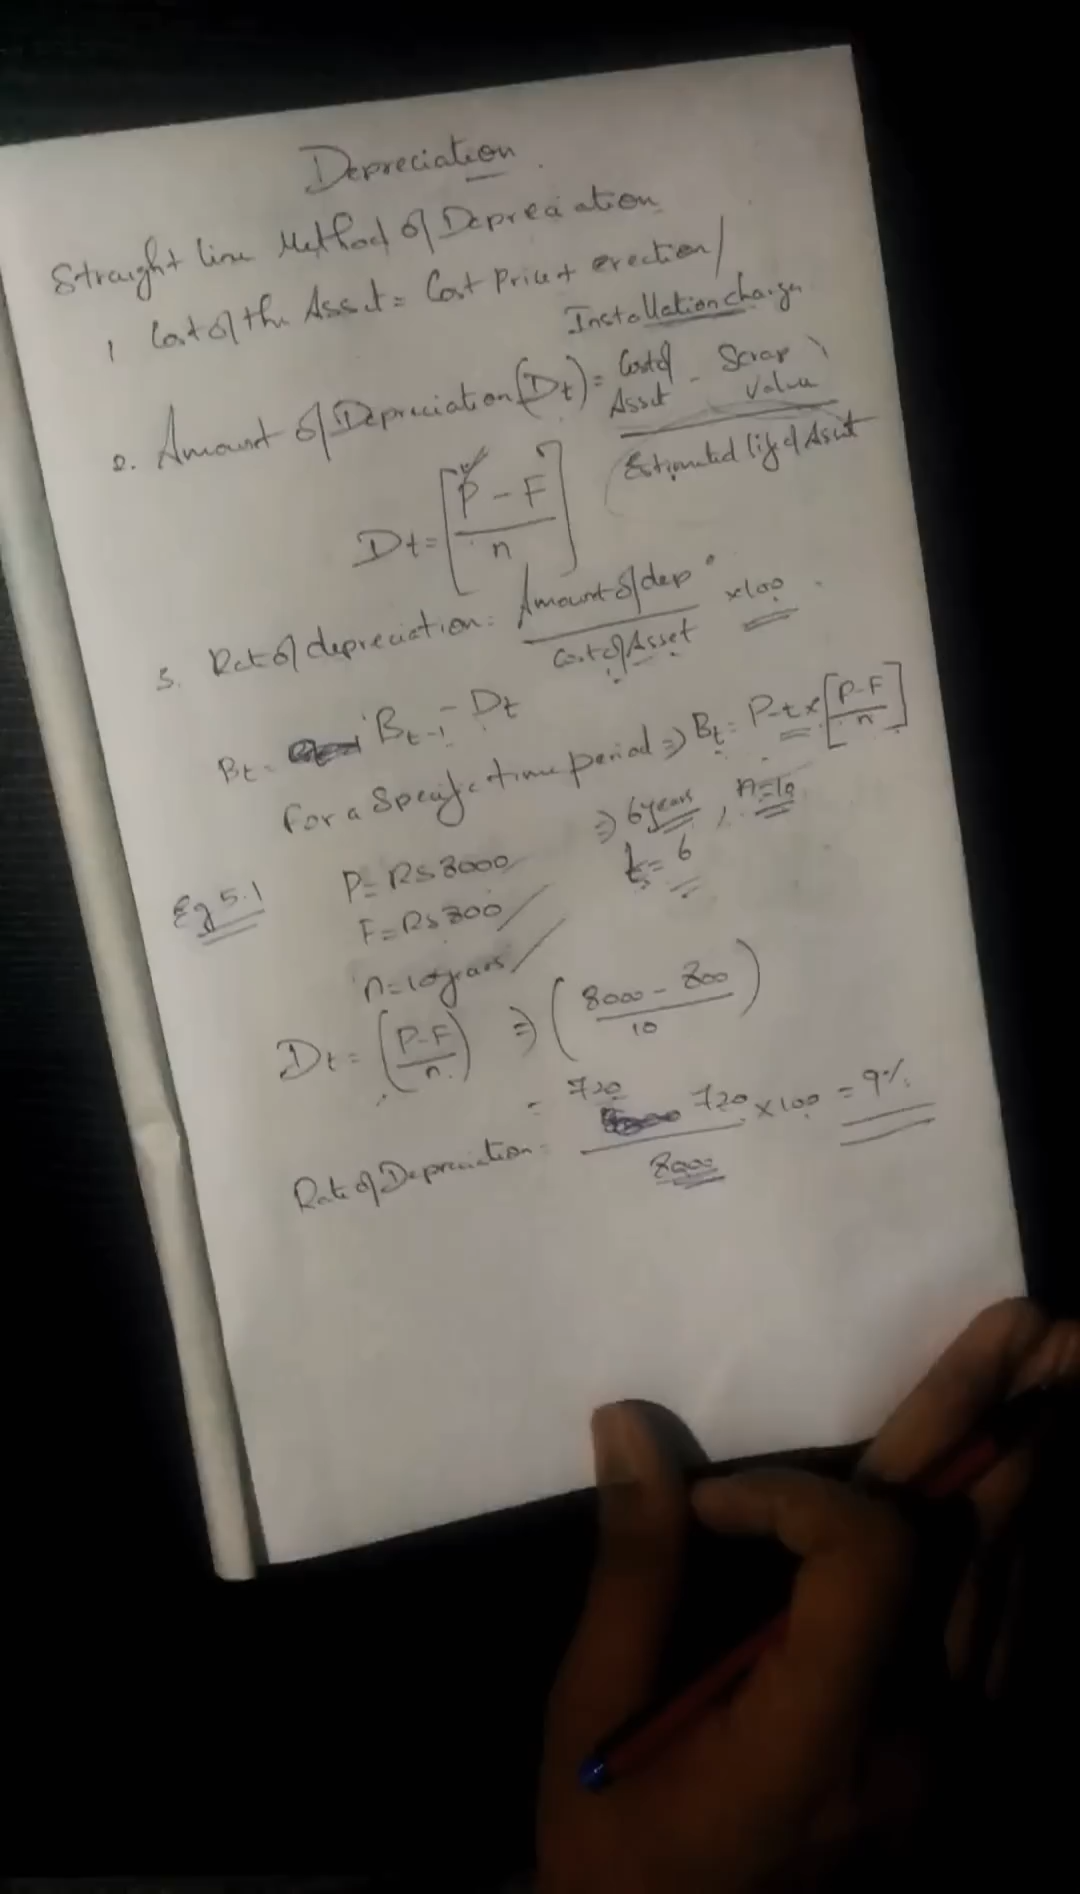 Depreciation
Straight line Method of Depreciation
1 Cost of the Asset = Cost Price + erection/
Installation charges
2. Amount of Depreciation (Dt) = Cost of Asset - Scrap Value
Estimated life of Asset
Dt = [P - F / n]
3. Rate of depreciation = Amount of dep / Cost of Asset × 100
Bt = Bt-1 - Dt
for a Specific time period ⇒ Bt = P - t × [P-F / n]
⇒ 6 years, n=10
t = 6
Eg 5.1
P = Rs 8000
F = Rs 800
n = 10 years
Dt = (P-F / n) ⇒ (8000 - 800 / 10)
= 720
Rate of Depreciation = 720 / 8000 × 100 = 9%